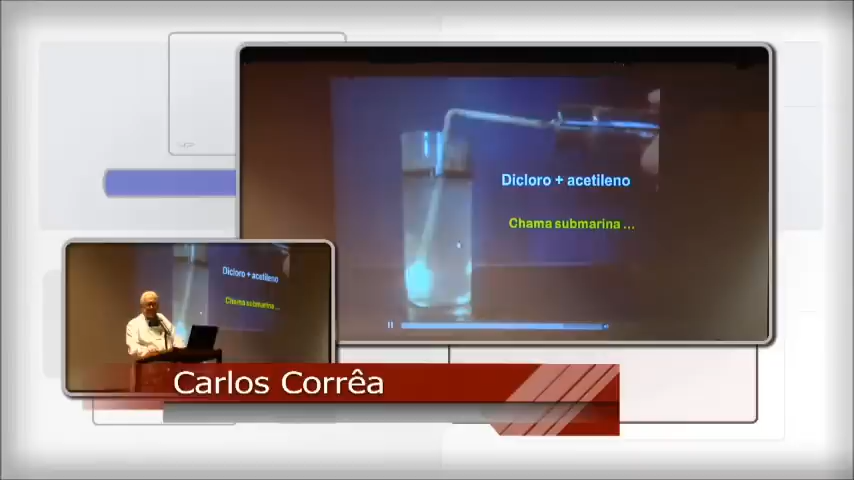 Dicloro + acetileno
Chama submarina ...
Dicloro + acetileno
Chama submarina ...
Carlos Corrêa